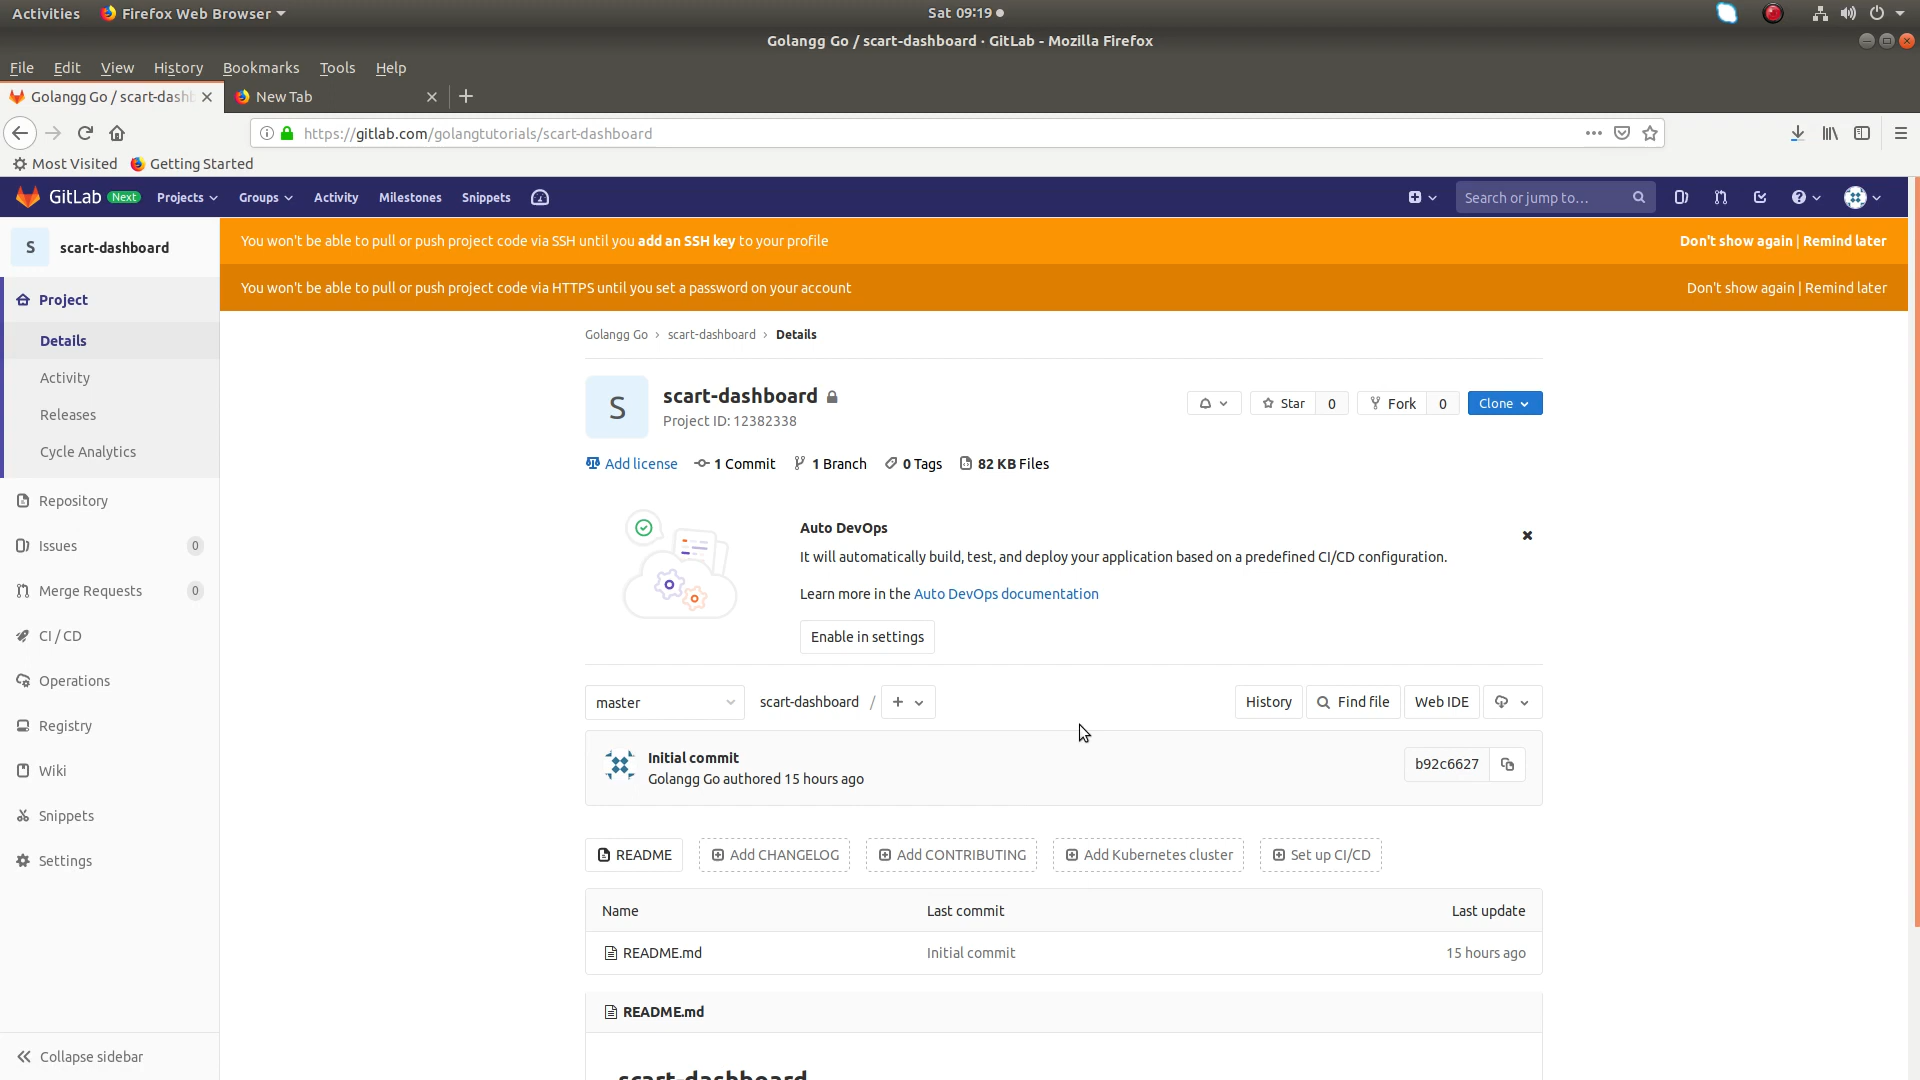 Activities Firefox Web Browser Sat 09:19
Golangg Go / scart-dashboard · GitLab - Mozilla Firefox
File Edit View History Bookmarks Tools Help
Golangg Go / scart-dashb New Tab
https://gitlab.com/golangtutorials/scart-dashboard
Most Visited Getting Started
GitLab Next Projects Groups Activity Milestones Snippets Search or jump to…
S scart-dashboard
You won't be able to pull or push project code via SSH until you add an SSH key to your profile Don't show again | Remind later
You won't be able to pull or push project code via HTTPS until you set a password on your account Don't show again | Remind later
Project
Details
Activity
Releases
Cycle Analytics
Repository
Issues 0
Merge Requests 0
CI / CD
Operations
Registry
Wiki
Snippets
Settings
Collapse sidebar
Golangg Go › scart-dashboard › Details
S
scart-dashboard
Project ID: 12382338
Star 0 Fork 0 Clone
Add license 1 Commit 1 Branch 0 Tags 82 KB Files
Auto DevOps
It will automatically build, test, and deploy your application based on a predefined CI/CD configuration.
Learn more in the Auto DevOps documentation
Enable in settings
master scart-dashboard / + History Find file Web IDE
Initial commit
Golangg Go authored 15 hours ago
b92c6627
README Add CHANGELOG Add CONTRIBUTING Add Kubernetes cluster Set up CI/CD
Name Last commit Last update
README.md Initial commit 15 hours ago
README.md
scart-dashboard